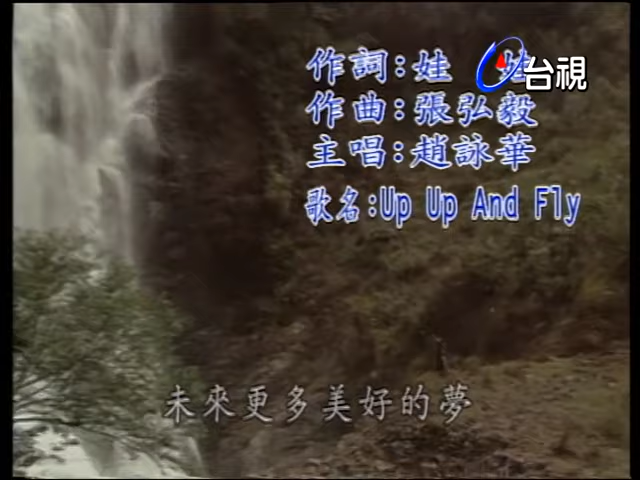 作詞:娃 娃
台視
作曲:張弘毅
主唱:趙詠華
歌名:Up Up And Fly
未來更多美好的夢